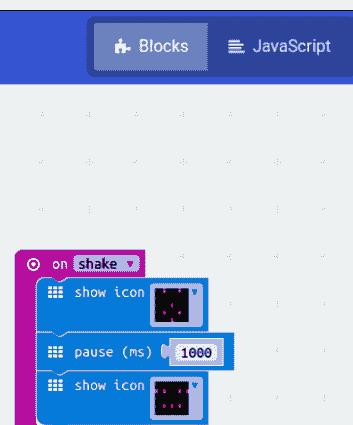 Blocks JavaScript
on shake
show icon
pause (ms) 1000
show icon